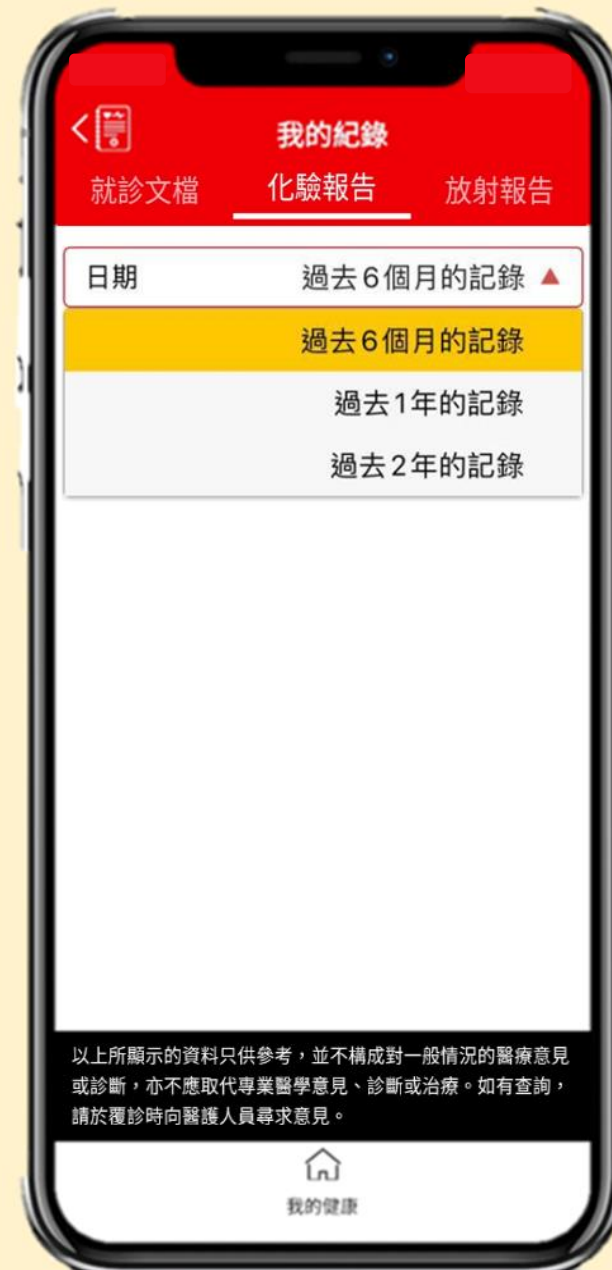 我的紀錄
就診文檔 化驗報告 放射報告
日期 過去6個月的記錄
過去6個月的記錄
過去1年的記錄
過去2年的記錄
以上所顯示的資料只供參考，並不構成對一般情況的醫療意見
或診斷，亦不應取代專業醫學意見、診斷或治療。如有查詢，
請於覆診時向醫護人員尋求意見。
我的健康